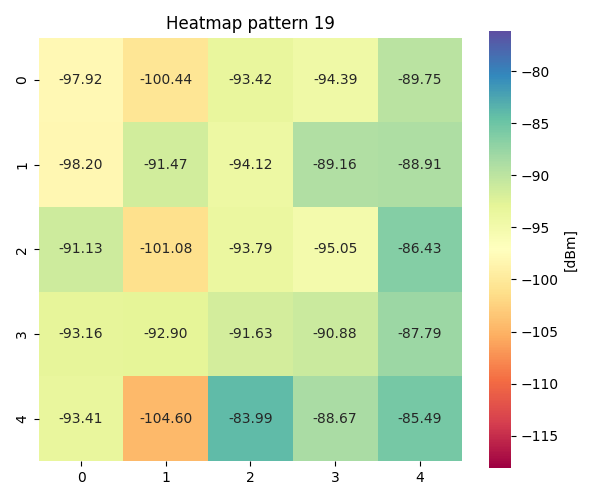 Heatmap pattern 19
0 -97.92 -100.44 -93.42 -94.39 -89.75
1 -98.20 -91.47 -94.12 -89.16 -88.91
2 -91.13 -101.08 -93.79 -95.05 -86.43
3 -93.16 -92.90 -91.63 -90.88 -87.79
4 -93.41 -104.60 -83.99 -88.67 -85.49
0 1 2 3 4
−80
−85
−90
−95
−100
−105
−110
−115
[dBm]